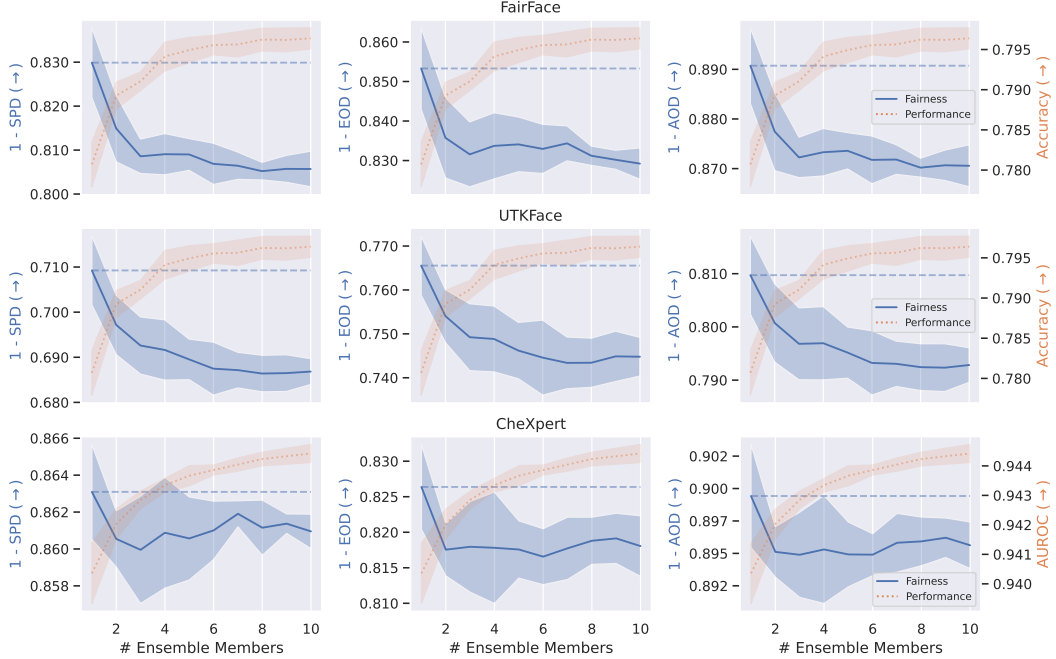 FairFace
1 - SPD (→)
0.830
0.820
0.810
0.800
1 - EOD (→)
0.860
0.850
0.840
0.830
1 - AOD (→)
0.890
0.880
0.870
Fairness
Performance
0.795
0.790
0.785
0.780
Accuracy (→)
UTKFace
1 - SPD (→)
0.710
0.700
0.690
0.680
1 - EOD (→)
0.770
0.760
0.750
0.740
1 - AOD (→)
0.810
0.800
0.790
Fairness
Performance
0.795
0.790
0.785
0.780
Accuracy (→)
CheXpert
1 - SPD (→)
0.866
0.864
0.862
0.860
0.858
2 4 6 8 10
# Ensemble Members
1 - EOD (→)
0.830
0.825
0.820
0.815
0.810
2 4 6 8 10
# Ensemble Members
1 - AOD (→)
0.902
0.900
0.897
0.895
0.892
Fairness
Performance
2 4 6 8 10
# Ensemble Members
0.944
0.943
0.942
0.941
0.940
AUROC (→)